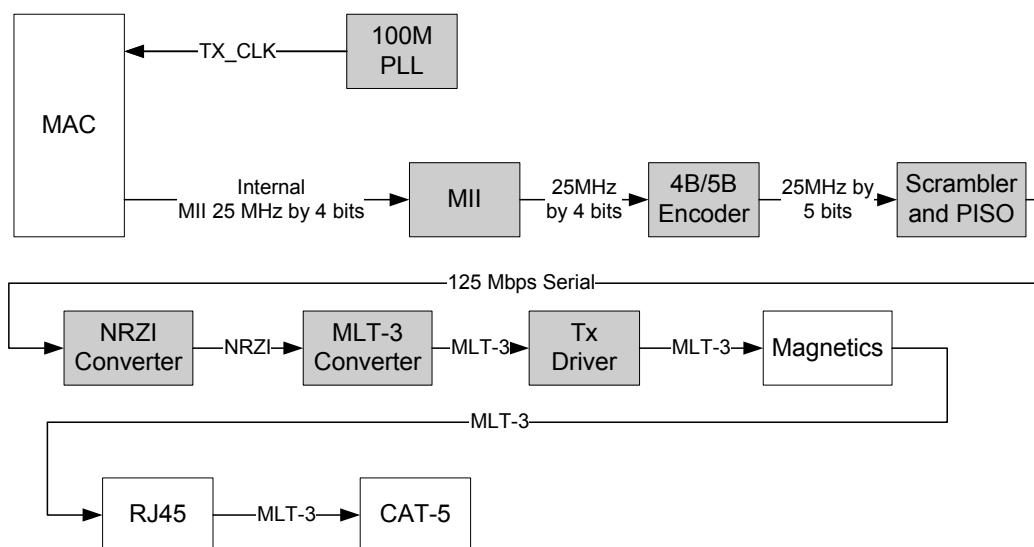 100M
PLL
TX_CLK
MAC
Internal
MII 25 MHz by 4 bits
MII
25MHz
by 4 bits
4B/5B
Encoder
25MHz by
5 bits
Scrambler
and PISO
125 Mbps Serial
NRZI
Converter
NRZI
MLT-3
Converter
MLT-3
Tx
Driver
MLT-3
Magnetics
MLT-3
RJ45
MLT-3
CAT-5